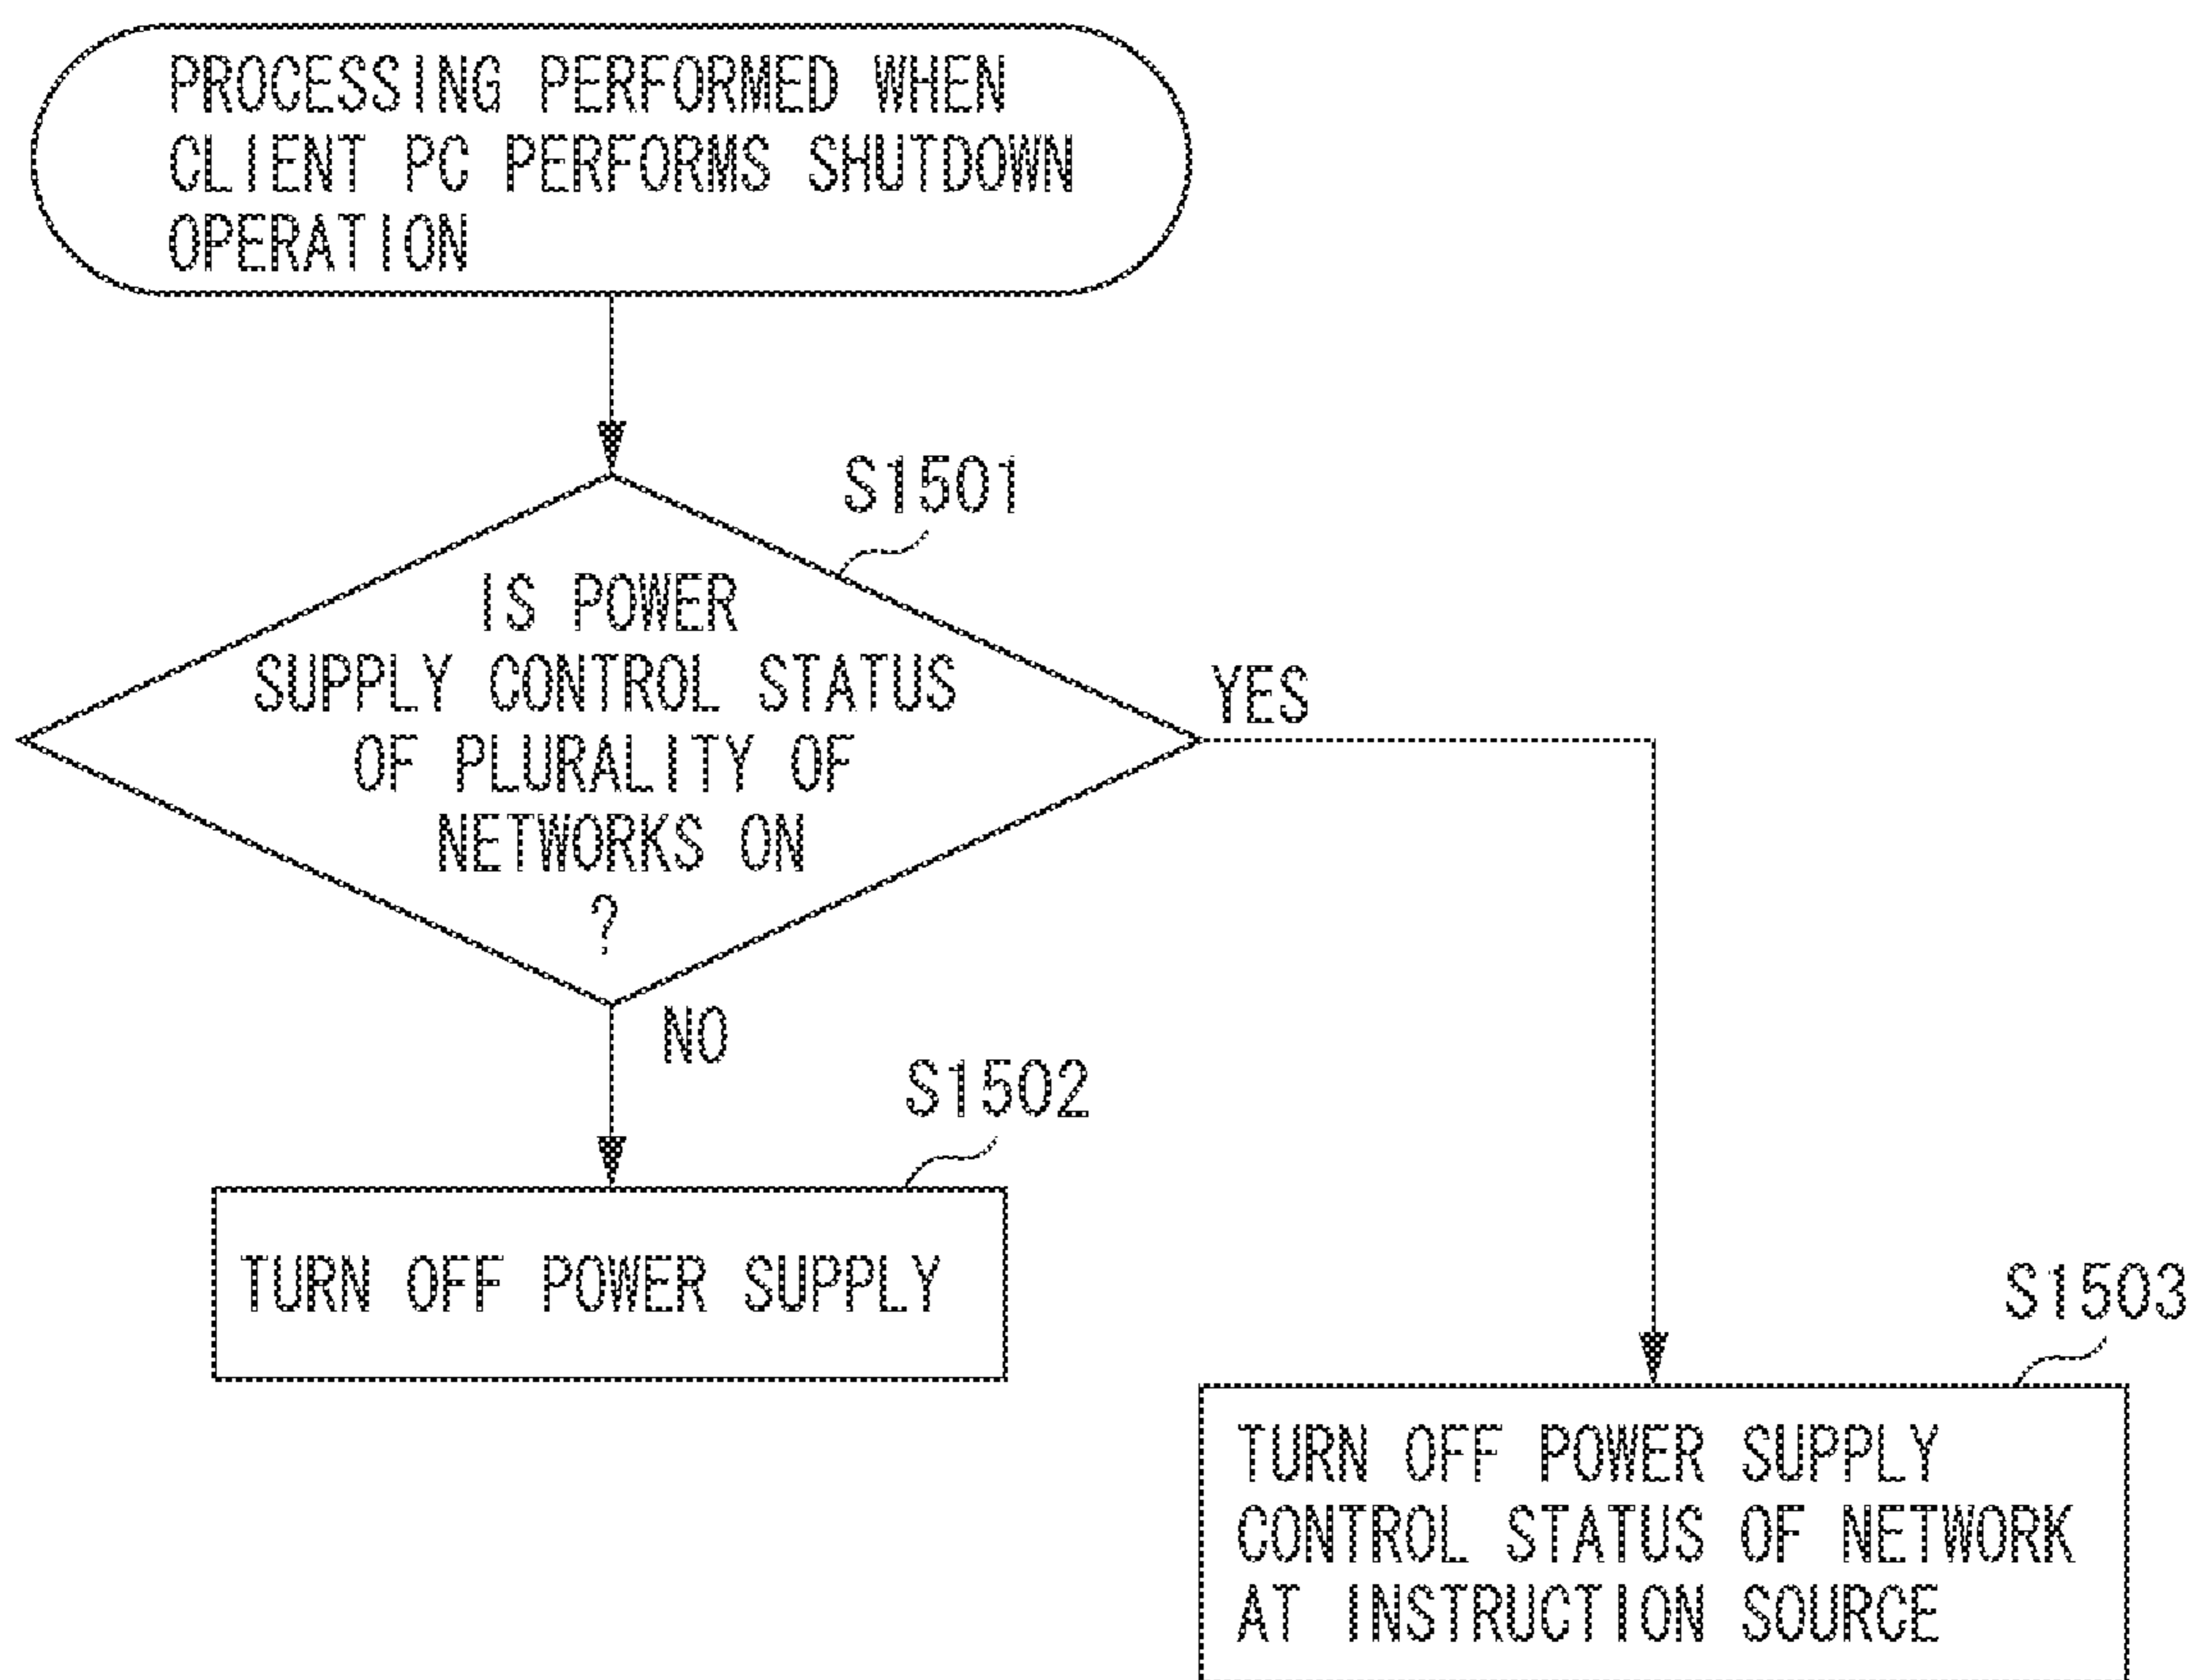 PROCESSING PERFORMED WHEN
CLIENT PC PERFORMS SHUTDOWN
OPERATION
S1501
IS POWER
SUPPLY CONTROL STATUS
OF PLURALITY OF
NETWORKS ON
?
YES
NO
S1502
TURN OFF POWER SUPPLY
S1503
TURN OFF POWER SUPPLY
CONTROL STATUS OF NETWORK
AT INSTRUCTION SOURCE